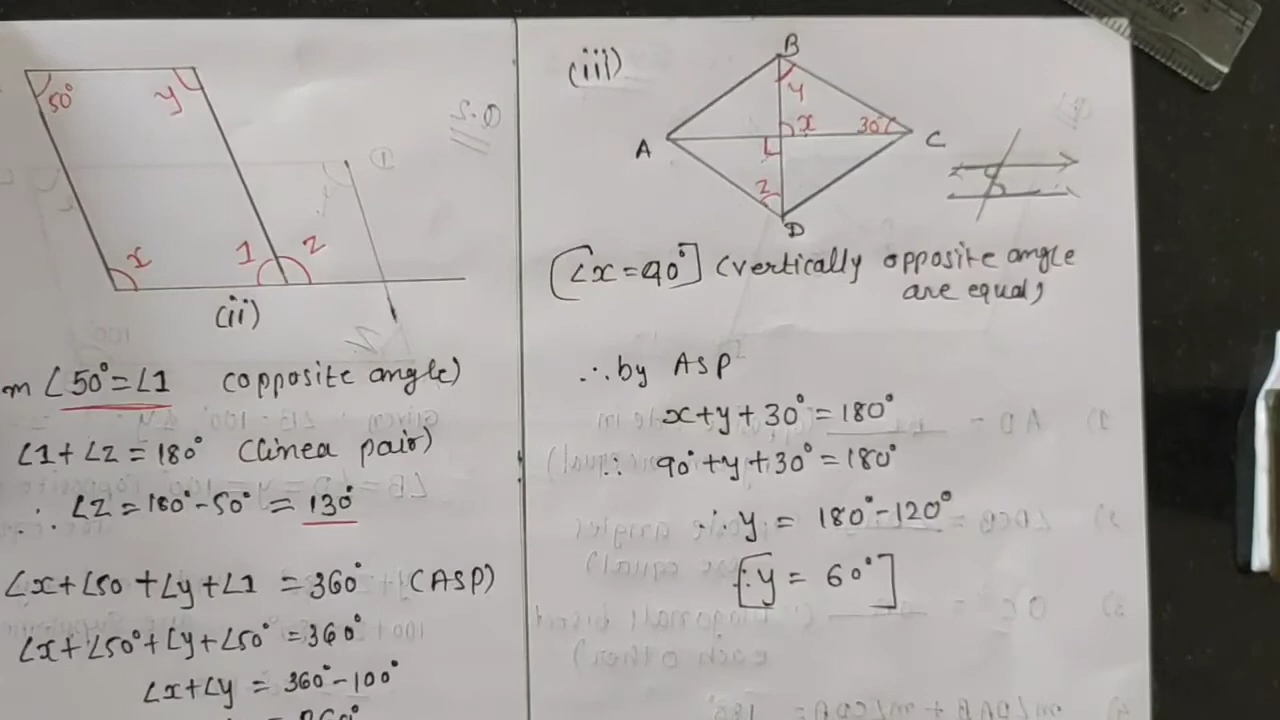 50°
y
x
1
2
(ii)
m ∠50° = ∠1 (opposite angle)
∠1 + ∠2 = 180° (linea pair)
∴ ∠2 = 180° - 50° = 130°
∠x + ∠50 + ∠y + ∠1 = 360° (ASP)
∠x + ∠50° + ∠y + ∠50° = 360°
∠x + ∠y = 360° - 100°
(iii)
B
y
x
30°
A
C
z
D
[∠x = 90°] (vertically opposite angle
are equal)
∴ by ASP
x + y + 30° = 180°
∴ 90° + y + 30° = 180°
∴ y = 180° - 120°
[∴ y = 60°]